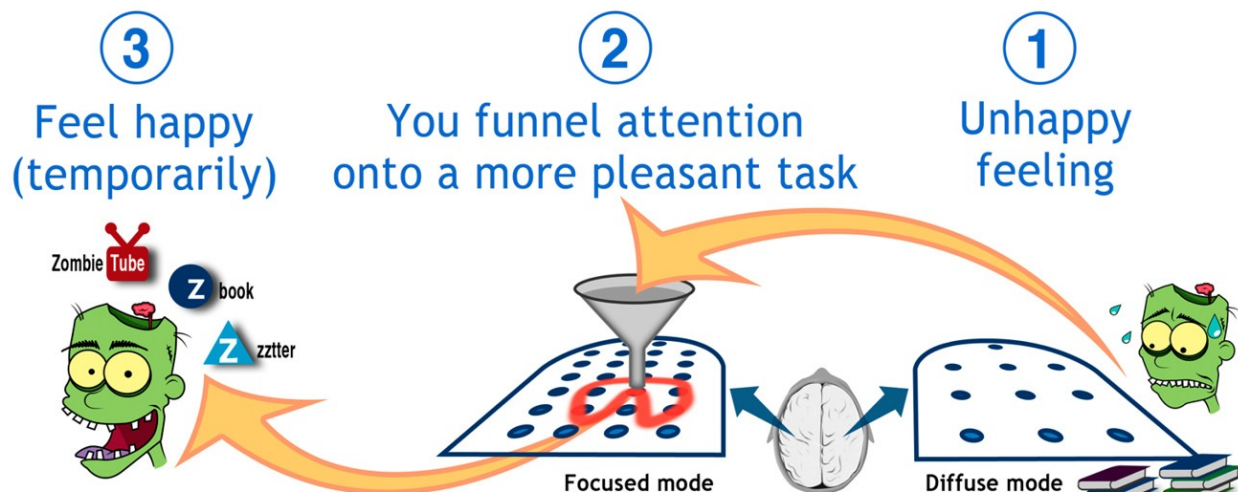 3
Feel happy
(temporarily)
2
You funnel attention
onto a more pleasant task
1
Unhappy
feeling
Zombie Tube
z book
z zztter
Focused mode
Diffuse mode